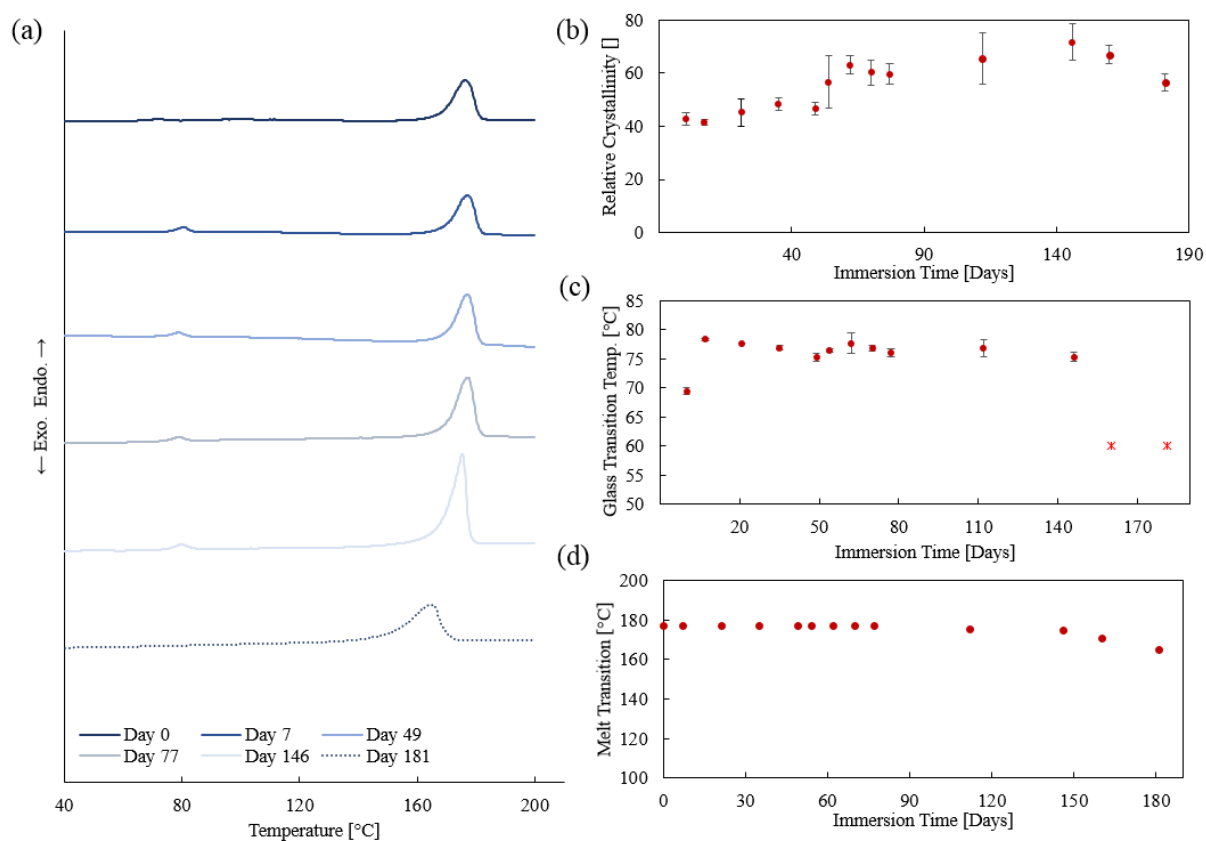 (a)
← Exo. Endo. →
Day 0 Day 7 Day 49
Day 77 Day 146 Day 181
40 80 120 160 200
Temperature [°C]
(b)
Relative Crystallinity []
80
60
40
20
0
40 90 140 190
Immersion Time [Days]
(c)
Glass Transition Temp. [°C]
85
80
75
70
65
60
55
50
20 50 80 110 140 170
Immersion Time [Days]
(d)
Melt Transition [°C]
200
180
160
140
120
100
0 30 60 90 120 150 180
Immersion Time [Days]